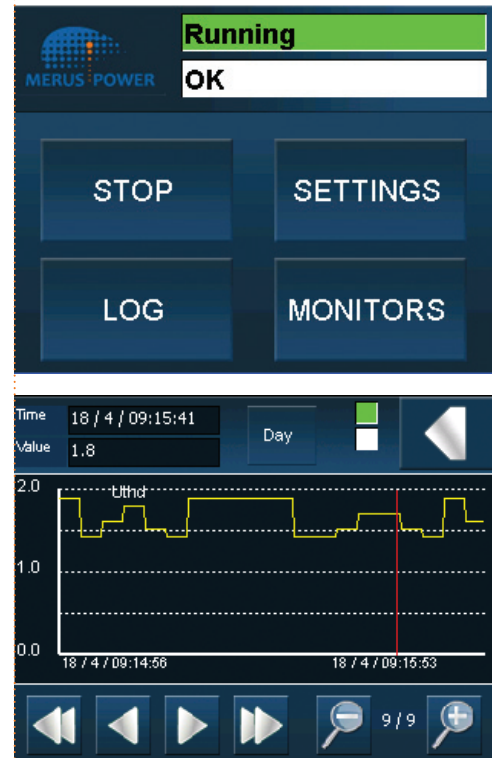 Running
MERUS POWER
OK
STOP
SETTINGS
LOG
MONITORS
Time
18 / 4 / 09:15:41
Day
Value
1.8
2.0
Uthd
1.0
0.0
18 / 4 / 09:14:56
18 / 4 / 09:15:53
9 / 9